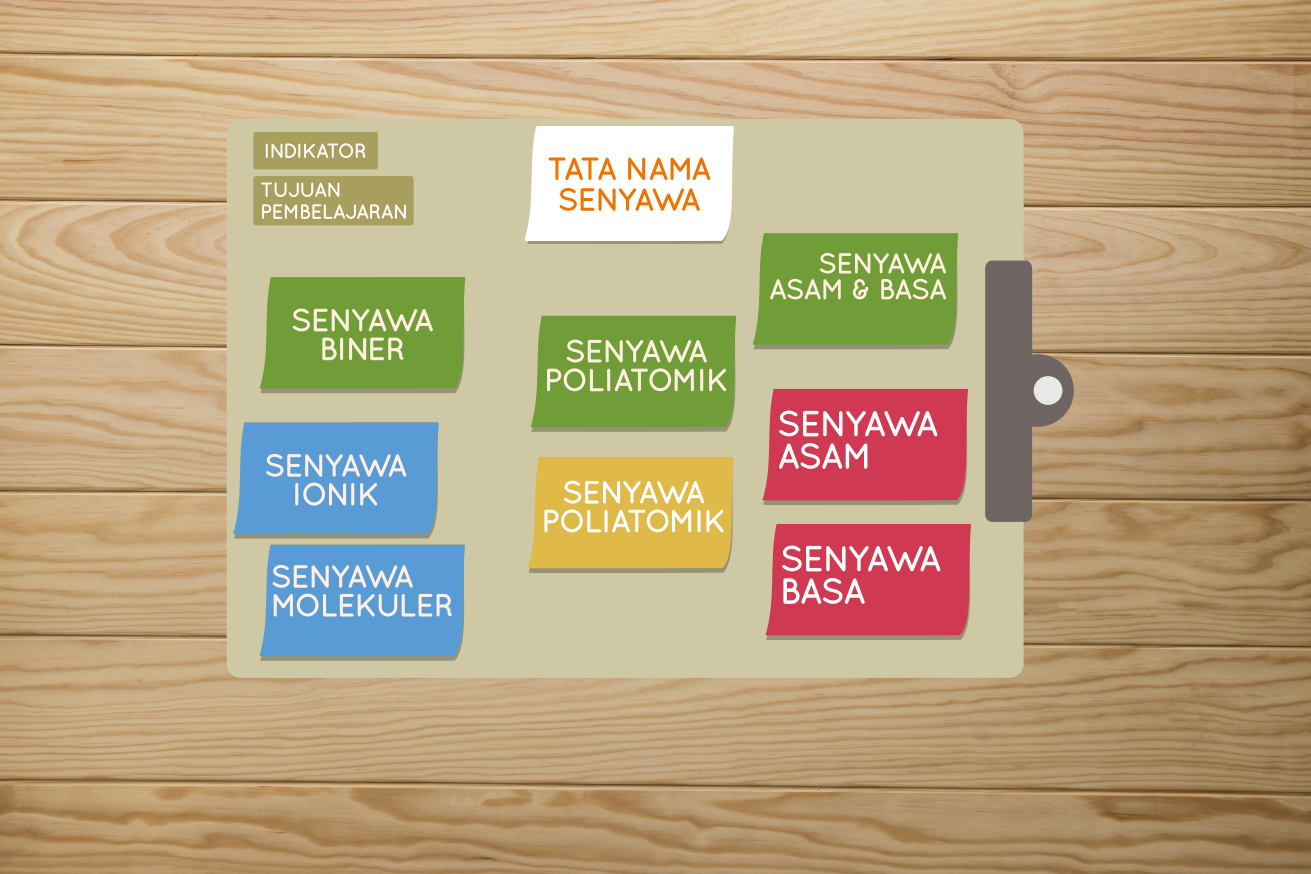 INDIKATOR
TUJUAN
PEMBELAJARAN
TATA NAMA
SENYAWA
SENYAWA
BINER
SENYAWA
IONIK
SENYAWA
MOLEKULER
SENYAWA
POLIATOMIK
SENYAWA
POLIATOMIK
SENYAWA
ASAM & BASA
SENYAWA
ASAM
SENYAWA
BASA